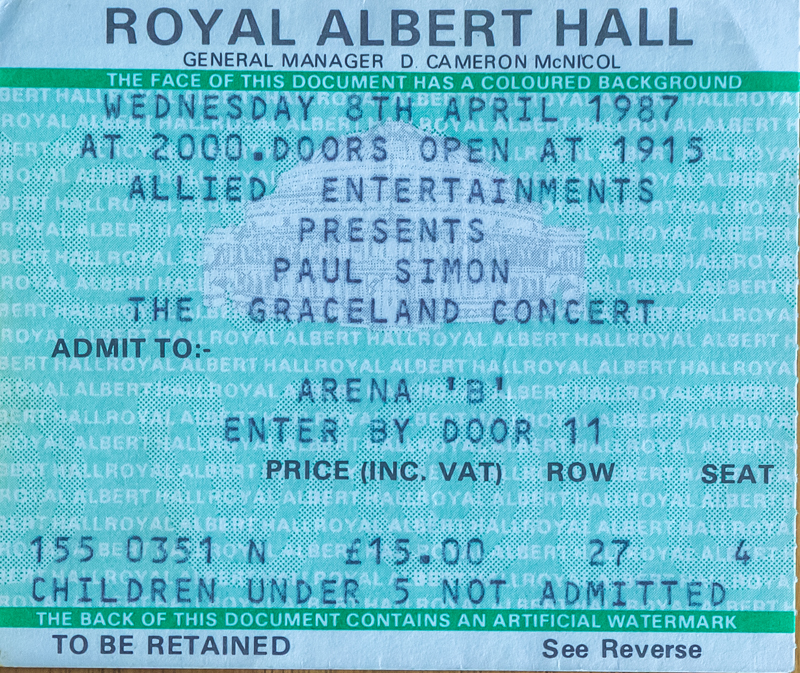 ROYAL ALBERT HALL
GENERAL MANAGER D. CAMERON McNICOL
THE FACE OF THIS DOCUMENT HAS A COLOURED BACKGROUND
WEDNESDAY 8TH APRIL 1987
AT 2000.DOORS OPEN AT 1915
ALLIED ENTERTAINMENTS
PRESENTS
PAUL SIMON
THE GRACELAND CONCERT
ADMIT TO:-
ARENA 'B'
ENTER BY DOOR 11
PRICE (INC. VAT) ROW SEAT
155 0351 N £15.00 27 4
CHILDREN UNDER 5 NOT ADMITTED
THE BACK OF THIS DOCUMENT CONTAINS AN ARTIFICIAL WATERMARK
TO BE RETAINED See Reverse